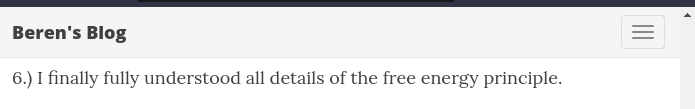 Beren's Blog
6.) I finally fully understood all details of the free energy principle.